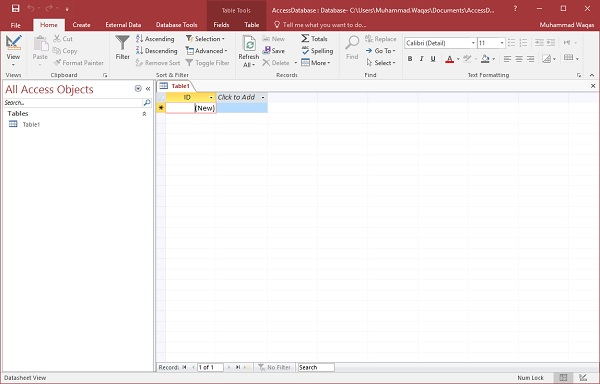 Table Tools
AccessDatabase : Database- C:\Users\Muhammad.Waqas\Documents\AccessD...
?
File
Home
Create
External Data
Database Tools
Fields
Table
Tell me what you want to do...
Muhammad Waqas
View
Views
Paste
Cut
Copy
Format Painter
Clipboard
Filter
Ascending
Descending
Remove Sort
Selection
Advanced
Toggle Filter
Sort & Filter
Refresh
All
New
Save
Delete
Totals
Spelling
More
Records
Find
Replace
Go To
Select
Find
Calibri (Detail)
11
B I U
A
Text Formatting
All Access Objects
Search...
Tables
Table1
Table1
ID
Click to Add
(New)
Record:
1 of 1
No Filter
Search
Datasheet View
Num Lock